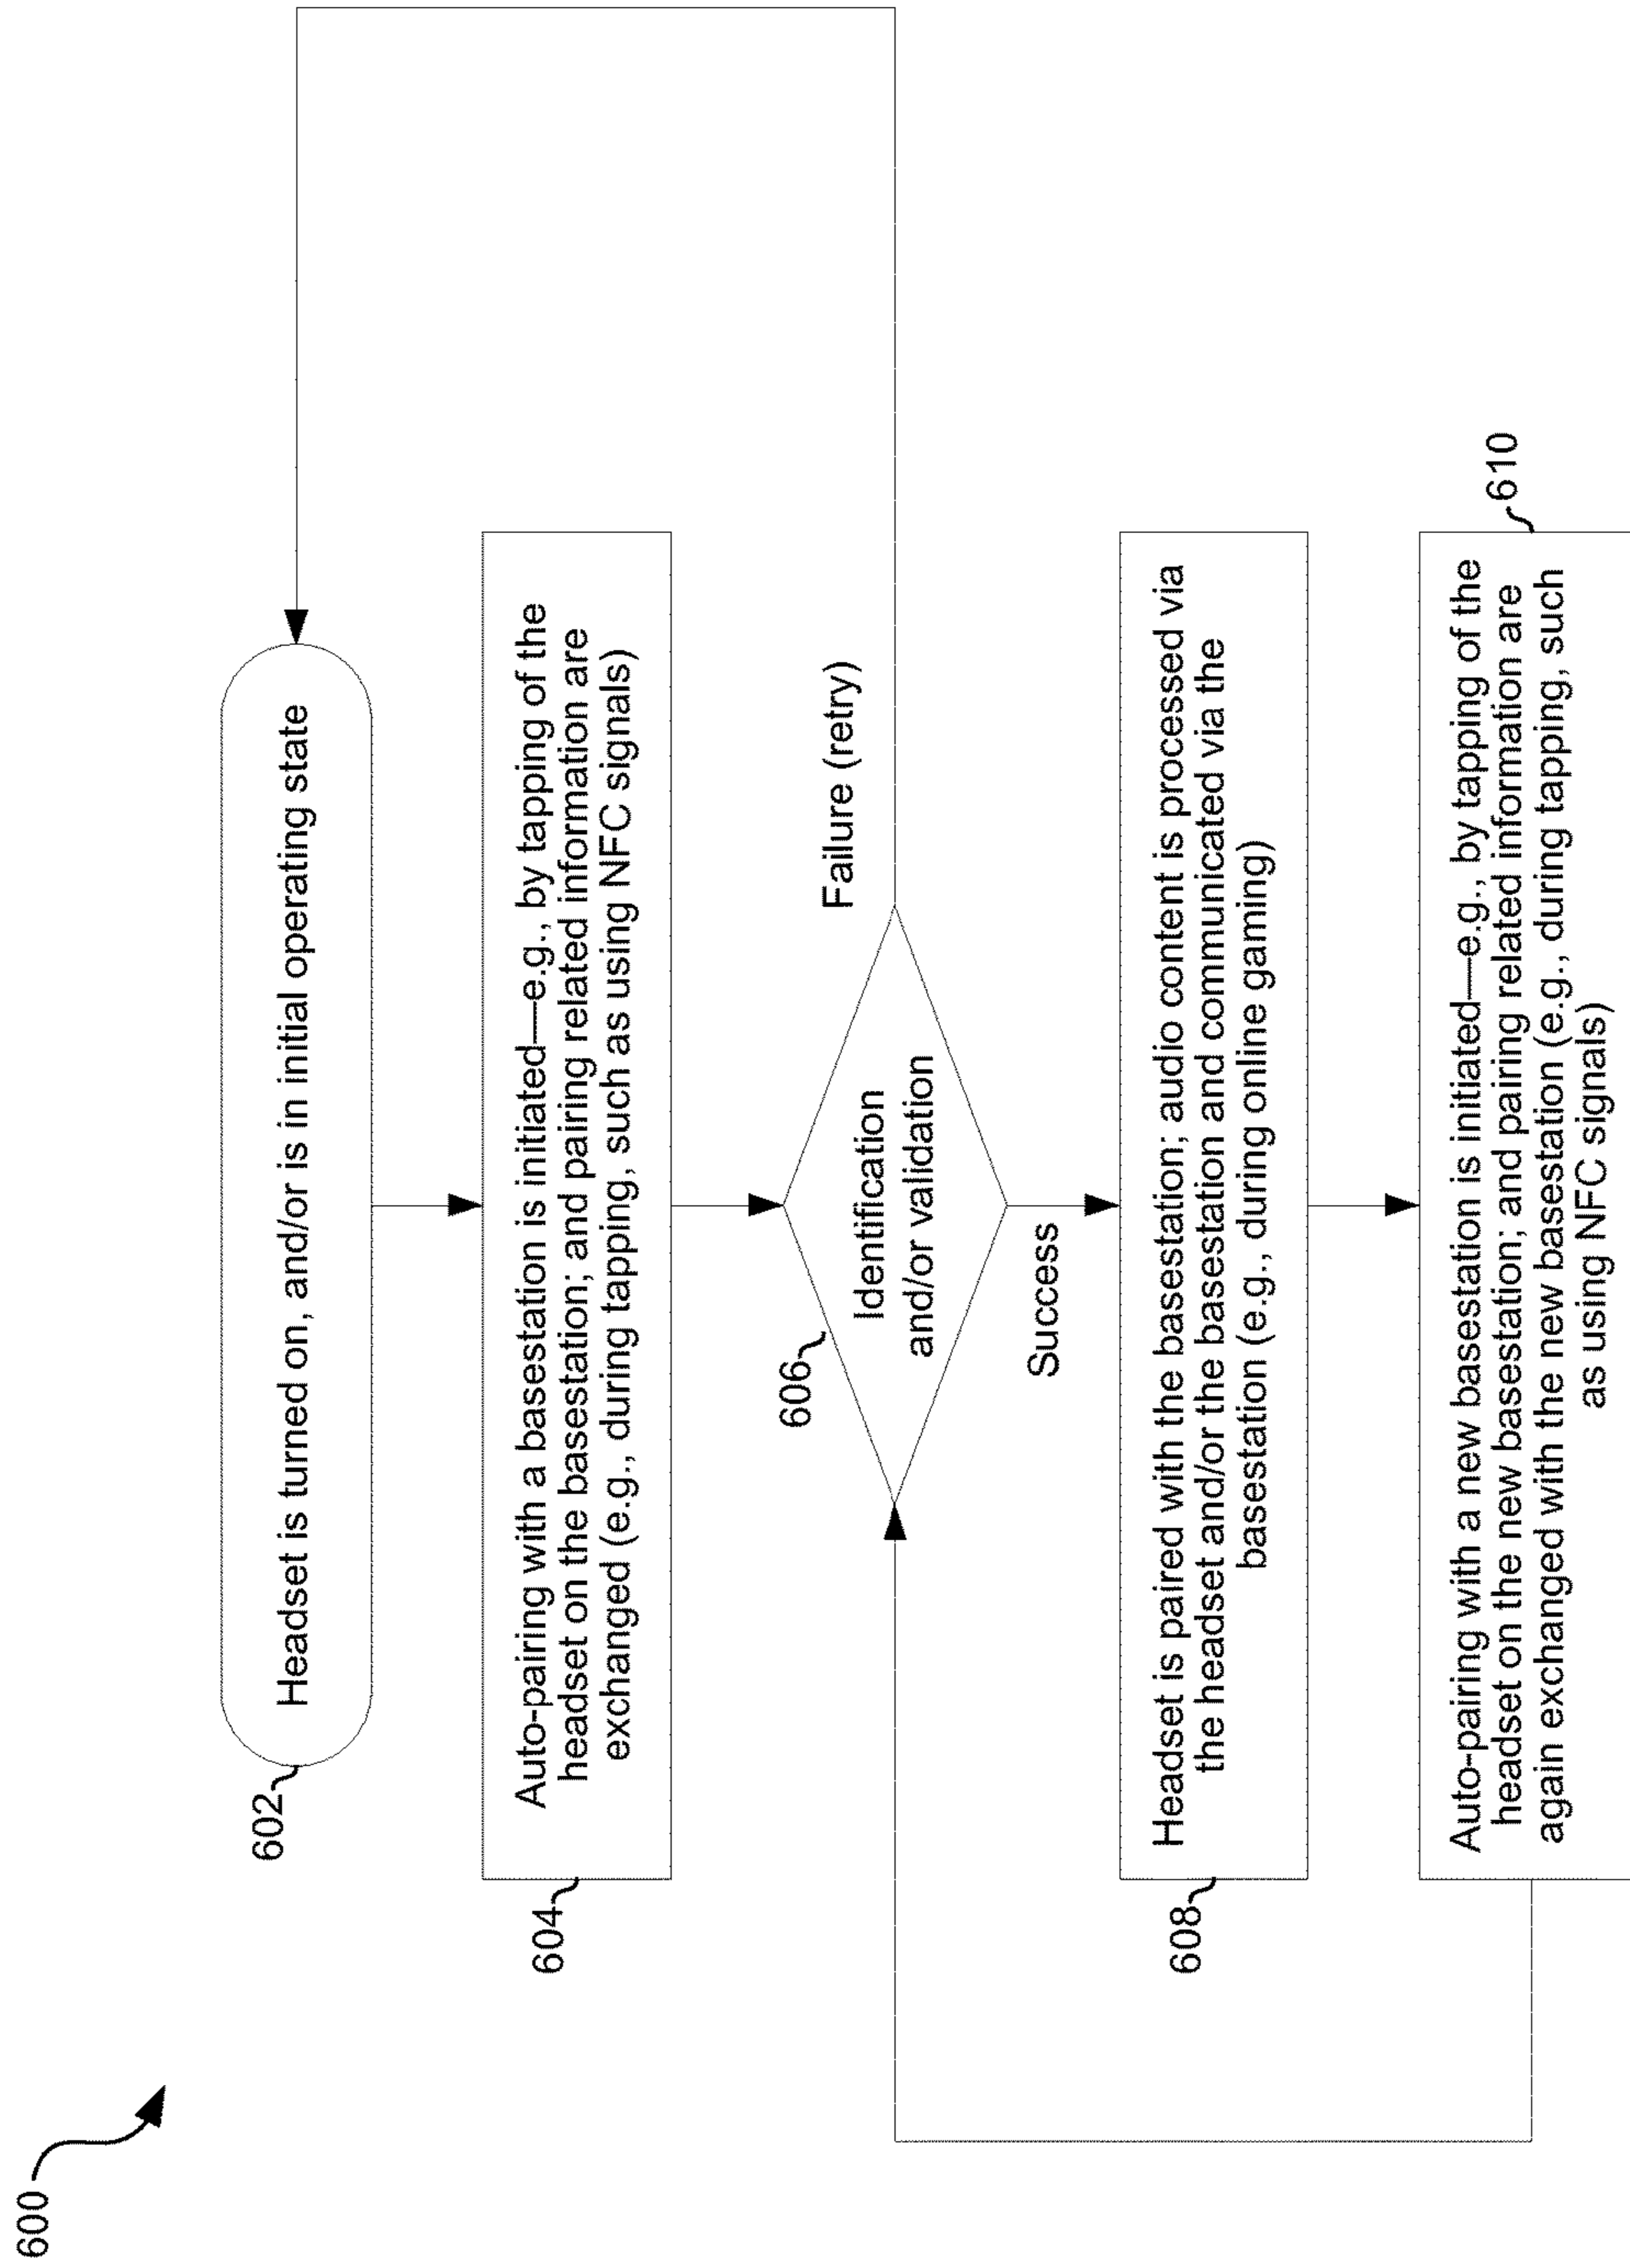 600
602
Headset is turned on, and/or is in initial operating state
604
Auto-pairing with a basestation is initiated—e.g., by tapping of the
headset on the basestation; and pairing related information are
exchanged (e.g., during tapping, such as using NFC signals)
606
Identification
and/or validation
Failure (retry)
Success
608
Headset is paired with the basestation; audio content is processed via
the headset and/or the basestation and communicated via the
basestation (e.g., during online gaming)
610
Auto-pairing with a new basestation is initiated—e.g., by tapping of the
headset on the new basestation; and pairing related information are
again exchanged with the new basestation (e.g., during tapping, such
as using NFC signals)